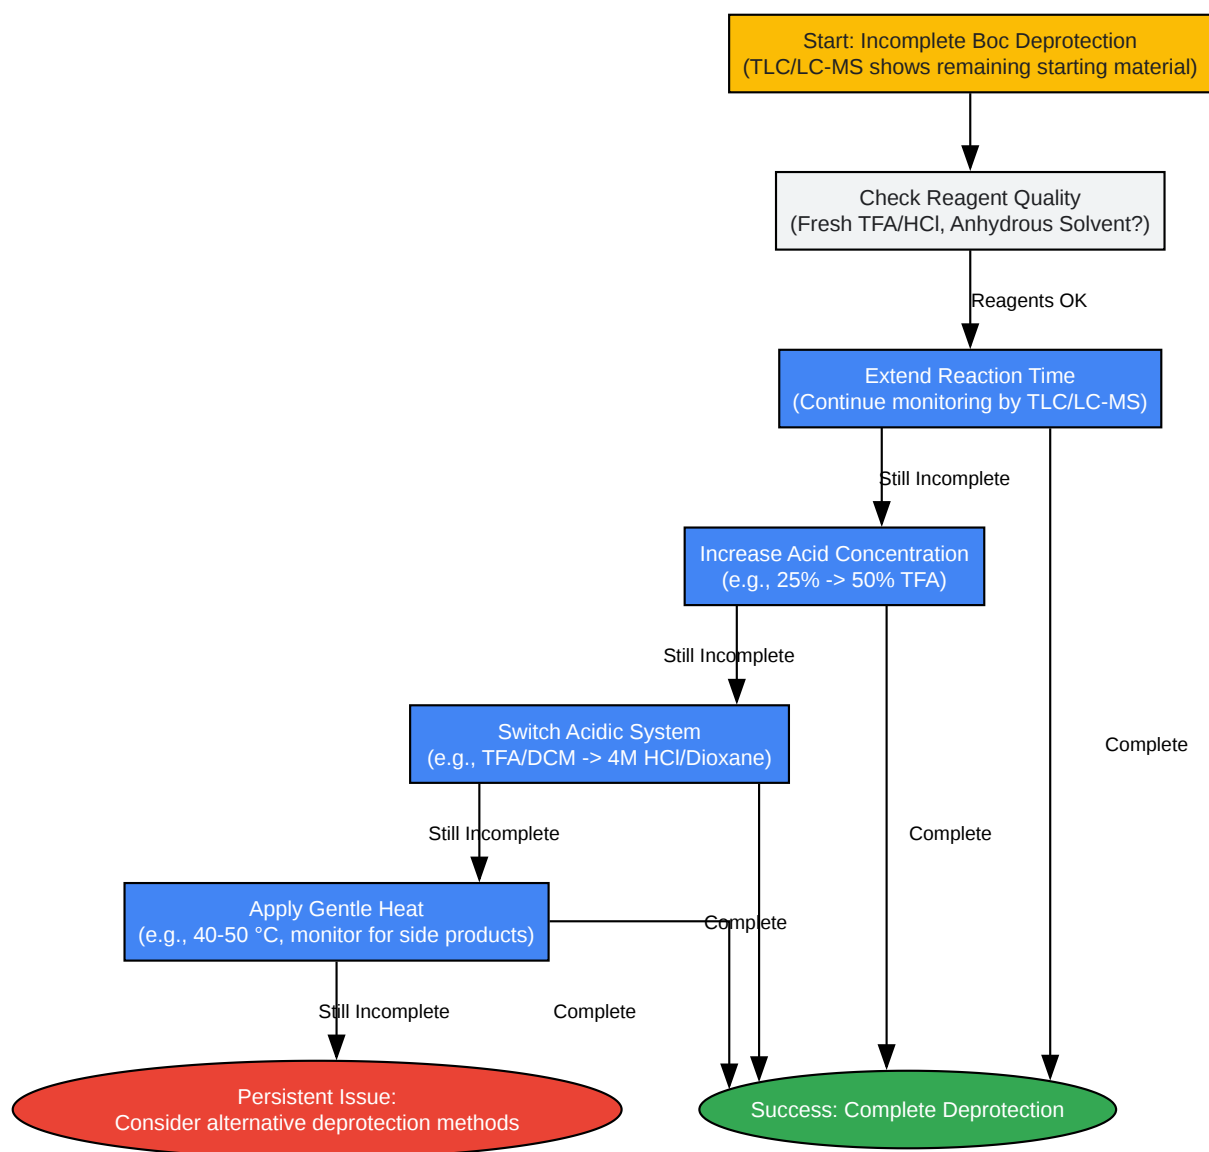 Start: Incomplete Boc Deprotection
(TLC/LC-MS shows remaining starting material)
Check Reagent Quality
(Fresh TFA/HCl, Anhydrous Solvent?)
Reagents OK
Extend Reaction Time
(Continue monitoring by TLC/LC-MS)
Still Incomplete
Increase Acid Concentration
(e.g., 25% -> 50% TFA)
Still Incomplete
Switch Acidic System
(e.g., TFA/DCM -> 4M HCl/Dioxane)
Complete
Still Incomplete
Complete
Apply Gentle Heat
(e.g., 40-50 °C, monitor for side products)
Complete
Still Incomplete
Complete
Persistent Issue:
Consider alternative deprotection methods
Success: Complete Deprotection